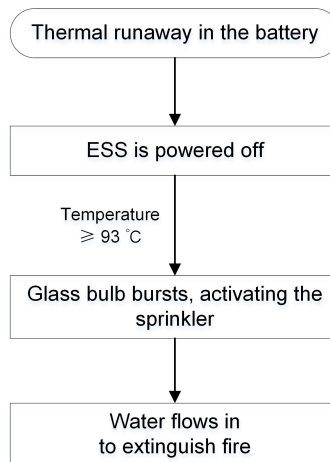 Thermal runaway in the battery
ESS is powered off
Temperature
≥ 93 °C
Glass bulb bursts, activating the
sprinkler
Water flows in
to extinguish fire